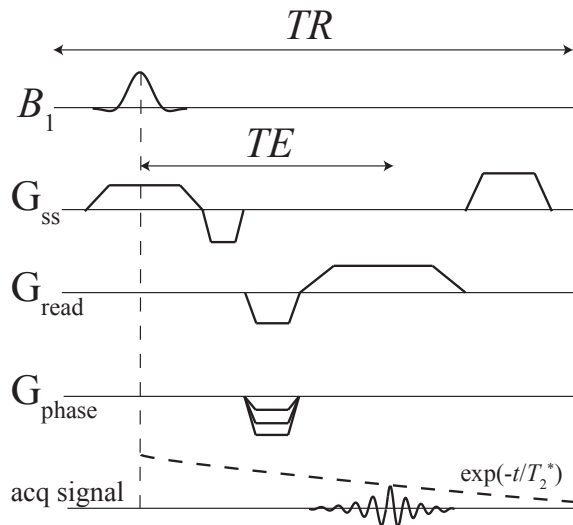 TR
B₁
TE
Gss
Gread
Gphase
exp(-t/T₂*)
acq signal